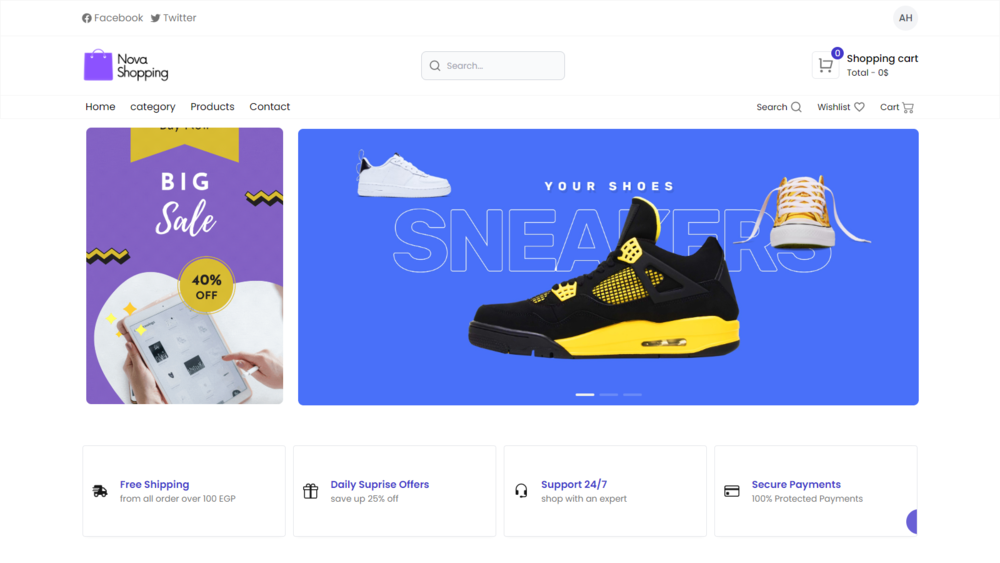 Facebook Twitter
AH
Nova
Shopping
Search...
0
Shopping cart
Total - 0$
Home category Products Contact
Search Wishlist Cart
BIG
Sale
40%
OFF
YOUR SHOES
SNEAKERS
Free Shipping
from all order over 100 EGP
Daily Suprise Offers
save up 25% off
Support 24/7
shop with an expert
Secure Payments
100% Protected Payments